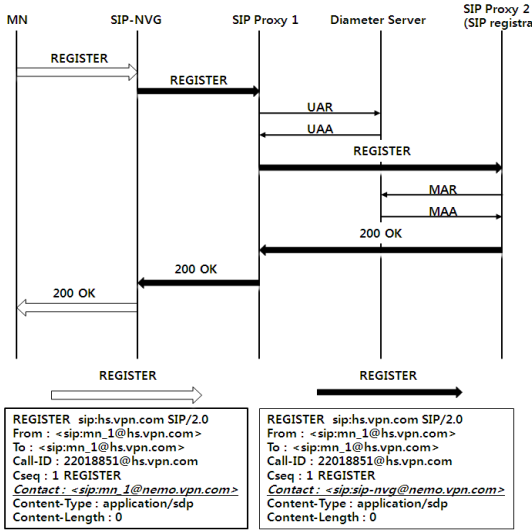 MN SIP-NVG SIP Proxy 1 Diameter Server SIP Proxy 2
(SIP registra
REGISTER
REGISTER
UAR
UAA
REGISTER
MAR
MAA
200 OK
200 OK
200 OK
REGISTER
REGISTER
REGISTER sip:hs.vpn.com SIP/2.0
From : <sip:mn_1@hs.vpn.com>
To : <sip:mn_1@hs.vpn.com>
Call-ID : 22018851@hs.vpn.com
Cseq : 1 REGISTER
Contact : <sip:mn_1@nemo.vpn.com>
Content-Type : application/sdp
Content-Length : 0
REGISTER sip:hs.vpn.com SIP/2.0
From : <sip:mn_1@hs.vpn.com>
To : <sip:mn_1@hs.vpn.com>
Call-ID : 22018851@hs.vpn.com
Cseq : 1 REGISTER
Contact : <sip:sip-nvg@nemo.vpn.com>
Content-Type : application/sdp
Content-Length : 0